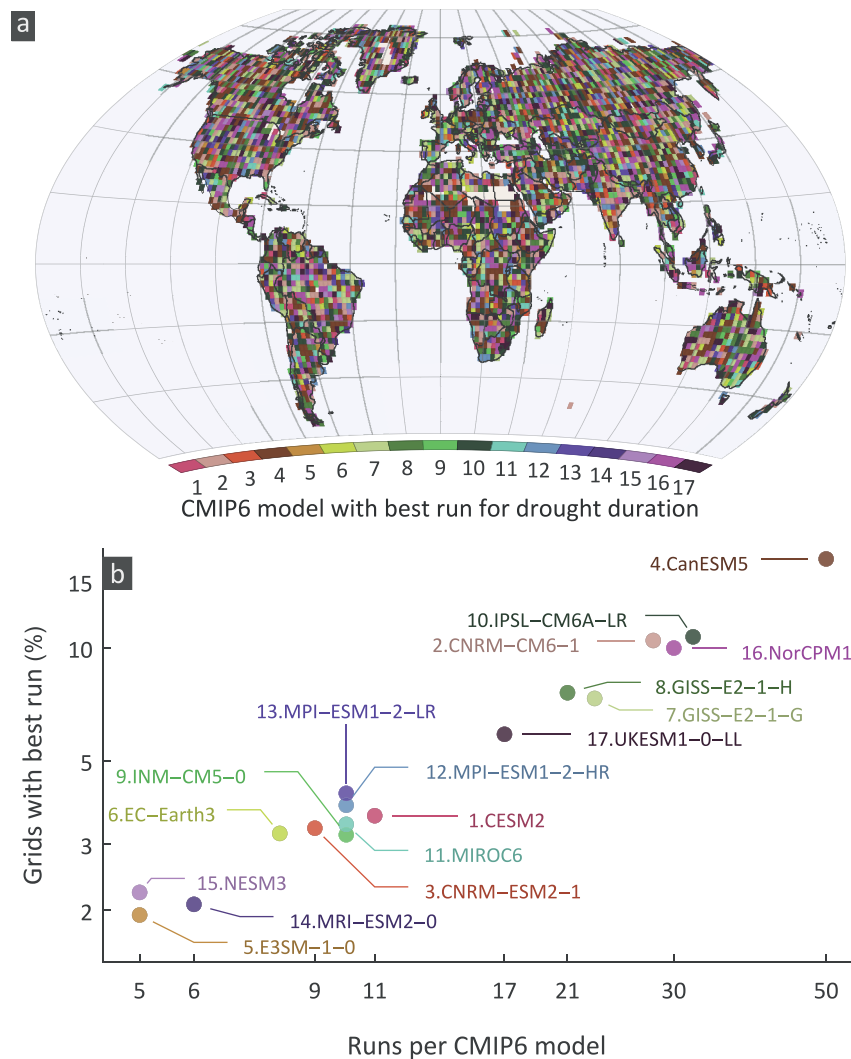 a
1 2 3 4 5 6 7 8 9 10 11 12 13 14 15 16 17
CMIP6 model with best run for drought duration
b
Grids with best run (%)
15
10
5
3
2
4.CanESM5
10.IPSL−CM6A−LR
2.CNRM−CM6−1
16.NorCPM1
8.GISS−E2−1−H
7.GISS−E2−1−G
13.MPI−ESM1−2−LR
17.UKESM1−0−LL
9.INM−CM5−0
12.MPI−ESM1−2−HR
6.EC−Earth3
1.CESM2
11.MIROC6
15.NESM3
3.CNRM−ESM2−1
14.MRI−ESM2−0
5.E3SM−1−0
5 6 9 11 17 21 30 50
Runs per CMIP6 model